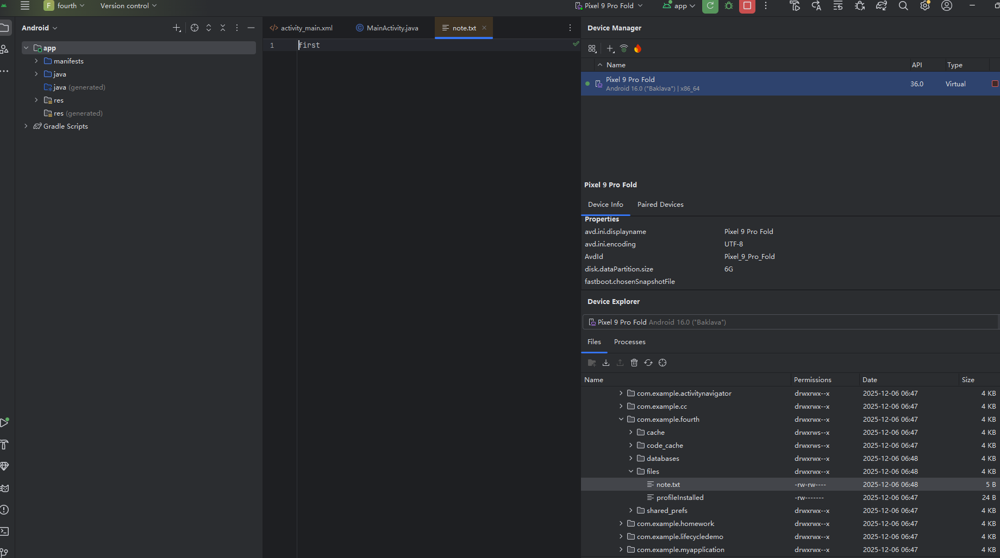 F fourth Version control Pixel 9 Pro Fold app
Android
app
manifests
java
java (generated)
res
res (generated)
Gradle Scripts
</> activity_main.xml © MainActivity.java note.txt
1 first
Device Manager
Name API Type
Pixel 9 Pro Fold
Android 16.0 ("Baklava") | x86_64 36.0 Virtual
Pixel 9 Pro Fold
Device Info Paired Devices
Properties
avd.ini.displayname Pixel 9 Pro Fold
avd.ini.encoding UTF-8
AvdId Pixel_9_Pro_Fold
disk.dataPartition.size 6G
fastboot.chosenSnapshotFile
Device Explorer
Pixel 9 Pro Fold Android 16.0 ("Baklava")
Files Processes
Name Permissions Date Size
com.example.activitynavigator drwxrwx--x 2025-12-06 06:47 4 KB
com.example.cc drwxrwx--x 2025-12-06 06:47 4 KB
com.example.fourth drwxrwx--x 2025-12-06 06:47 4 KB
cache drwxrws--x 2025-12-06 06:47 4 KB
code_cache drwxrws--x 2025-12-06 06:47 4 KB
databases drwxrwx--x 2025-12-06 06:48 4 KB
files drwxrwx--x 2025-12-06 06:48 4 KB
note.txt -rw-rw---- 2025-12-06 06:48 5 B
profileInstalled -rw------- 2025-12-06 06:47 24 B
shared_prefs drwxrwx--x 2025-12-06 06:47 4 KB
com.example.homework drwxrwx--x 2025-12-06 06:47 4 KB
com.example.lifecycledemo drwxrwx--x 2025-12-06 06:47 4 KB
com.example.myapplication drwxrwx--x 2025-12-06 06:47 4 KB